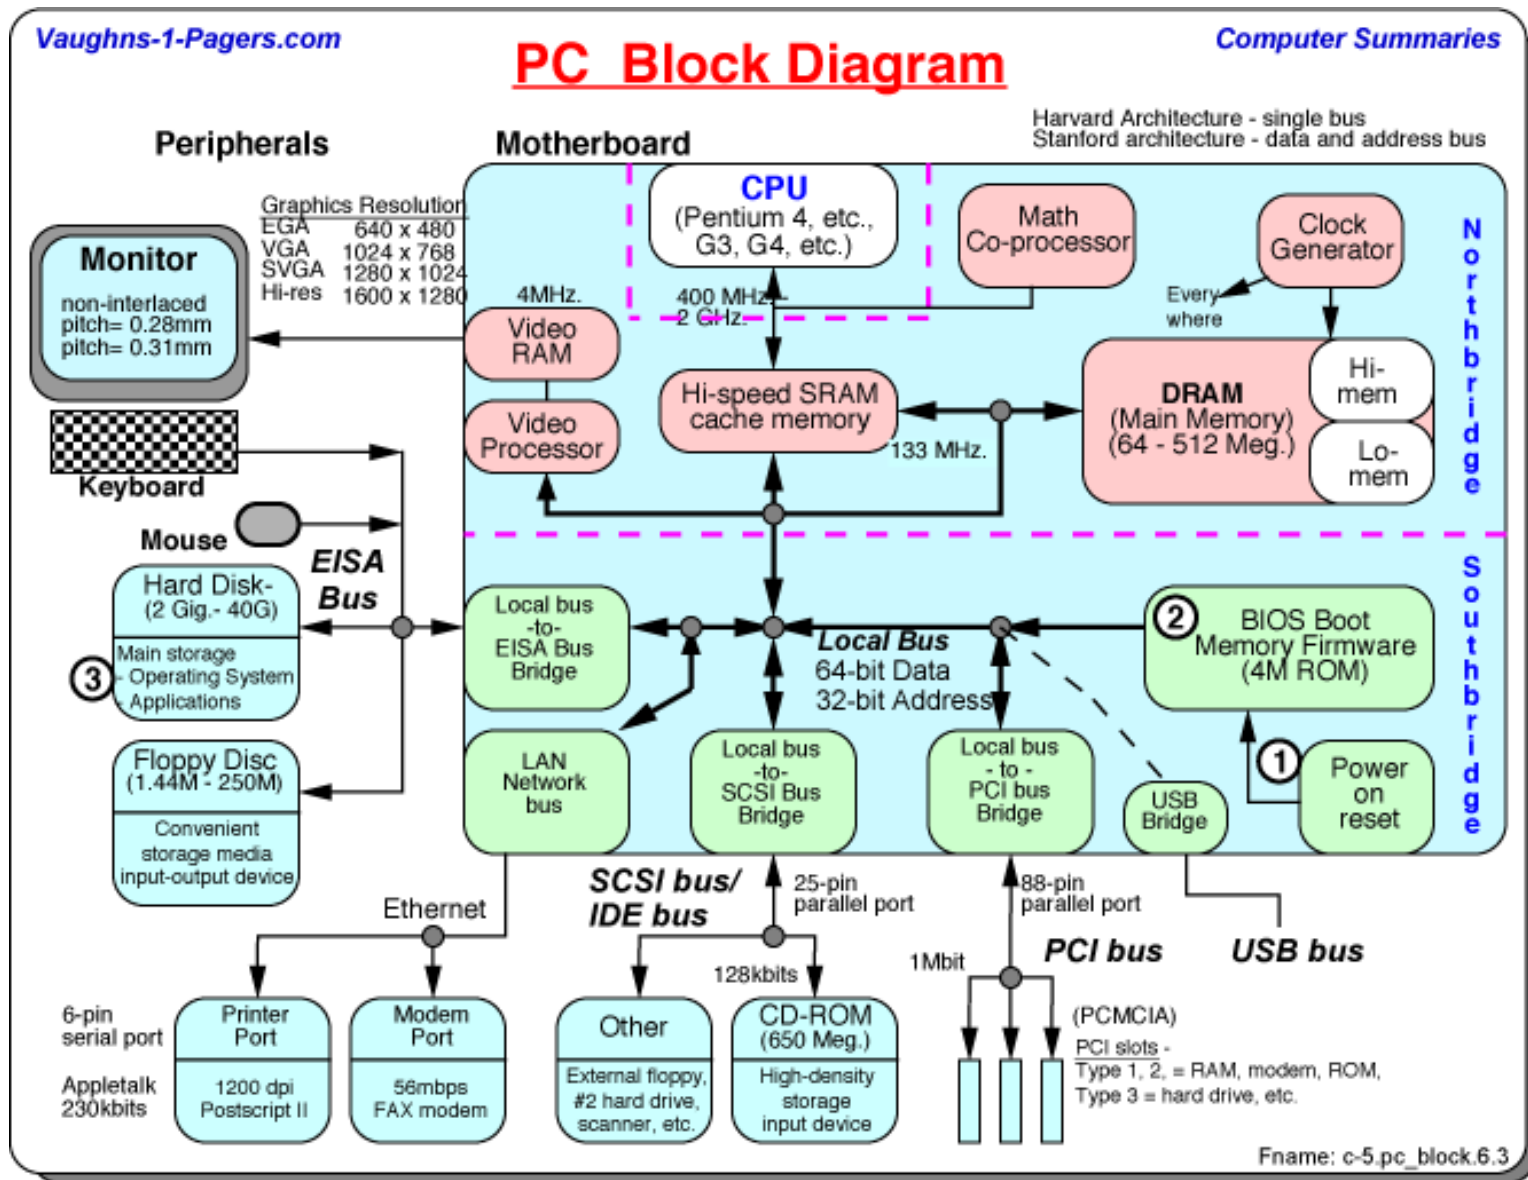 Vaughns-1-Pagers.com
Computer Summaries
PC Block Diagram
Harvard Architecture - single bus
Stanford architecture - data and address bus
Peripherals
Motherboard
Graphics Resolution
EGA 640 x 480
VGA 1024 x 768
SVGA 1280 x 1024
Hi-res 1600 x 1280
Monitor
non-interlaced
pitch= 0.28mm
pitch= 0.31mm
CPU
(Pentium 4, etc.,
G3, G4, etc.)
Math
Co-processor
Clock
Generator
Northbridge
4MHz.
400 MHz.-
2 GHz.
Every
where
Video
RAM
Video
Processor
Hi-speed SRAM
cache memory
133 MHz.
DRAM
(Main Memory)
(64 - 512 Meg.)
Hi-
mem
Lo-
mem
Keyboard
Mouse
EISA
Bus
Hard Disk-
(2 Gig.- 40G)
3
Main storage
- Operating System
- Applications
Floppy Disc
(1.44M - 250M)
Convenient
storage media
input-output device
Local bus
-to-
EISA Bus
Bridge
Local Bus
64-bit Data
32-bit Address
2
BIOS Boot
Memory Firmware
(4M ROM)
Southbridge
LAN
Network
bus
Local bus
-to-
SCSI Bus
Bridge
Local bus
- to -
PCI bus
Bridge
USB
Bridge
1
Power
on
reset
Ethernet
SCSI bus/
IDE bus
25-pin
parallel port
88-pin
parallel port
PCI bus
USB bus
128kbits
1Mbit
6-pin
serial port
Appletalk
230kbits
Printer
Port
1200 dpi
Postscript II
Modem
Port
56mbps
FAX modem
Other
External floppy,
#2 hard drive,
scanner, etc.
CD-ROM
(650 Meg.)
High-density
storage
input device
(PCMCIA)
PCI slots -
Type 1, 2, = RAM, modem, ROM,
Type 3 = hard drive, etc.
Fname: c-5.pc_block.6.3